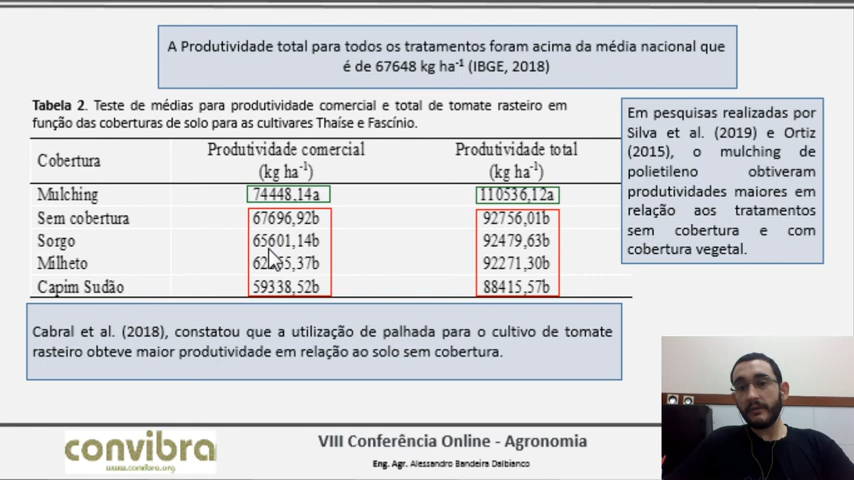 A Produtividade total para todos os tratamentos foram acima da média nacional que
é de 67648 kg ha⁻¹ (IBGE, 2018)
Tabela 2. Teste de médias para produtividade comercial e total de tomate rasteiro em
função das coberturas de solo para as cultivares Thaíse e Fascínio.
Cobertura Produtividade comercial Produtividade total
(kg ha⁻¹) (kg ha⁻¹)
Mulching 74448,14a 110536,12a
Sem cobertura 67696,92b 92756,01b
Sorgo 65601,14b 92479,63b
Milheto 92271,30b
Capim Sudão 59338,52b 88415,57b
Em pesquisas realizadas por
Silva et al. (2019) e Ortiz
(2015), o mulching de
polietileno obtiveram
produtividades maiores em
relação aos tratamentos
sem cobertura e com
cobertura vegetal.
Cabral et al. (2018), constatou que a utilização de palhada para o cultivo de tomate
rasteiro obteve maior produtividade em relação ao solo sem cobertura.
convibra
www.convibra.org
VIII Conferência Online - Agronomia
Eng. Agr. Alessandro Bandeira Dalbianco